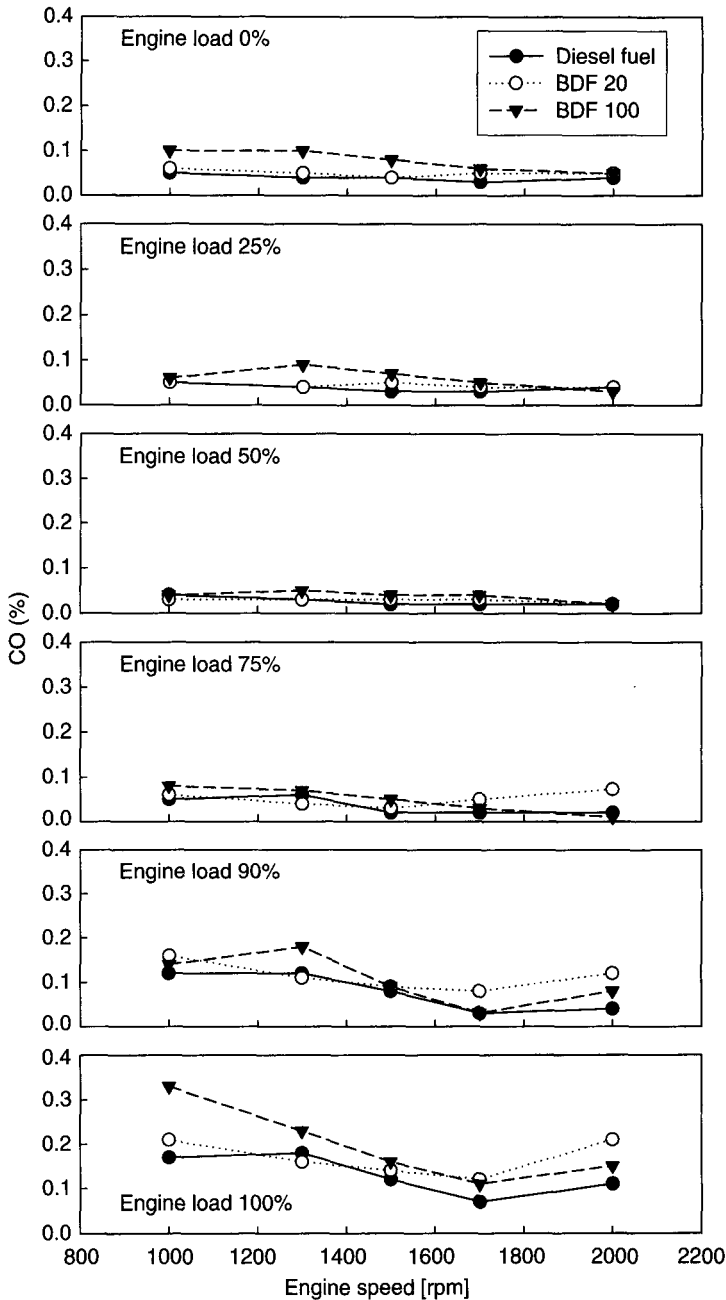 0.4
Engine load 0%
Diesel fuel
BDF 20
BDF 100
0.3
0.2
0.1
0.0
0.4
Engine load 25%
0.3
0.2
0.1
0.0
0.4
Engine load 50%
0.3
0.2
0.1
0.0
CO (%)
0.4
Engine load 75%
0.3
0.2
0.1
0.0
0.4
Engine load 90%
0.3
0.2
0.1
0.0
0.4
0.3
0.2
0.1
Engine load 100%
0.0
800 1000 1200 1400 1600 1800 2000 2200
Engine speed [rpm]